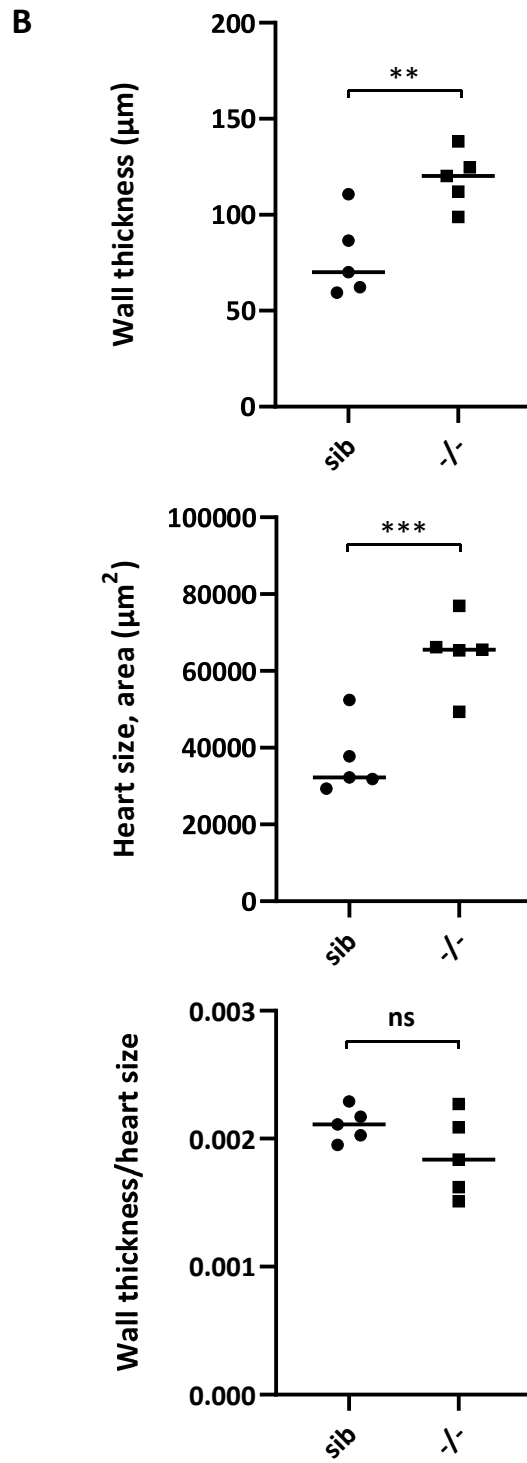 B
Wall thickness (μm)
200
150
100
50
0
**
sib
-/-
Heart size, area (μm²)
100000
80000
60000
40000
20000
0
***
sib
-/-
Wall thickness/heart size
0.003
0.002
0.001
0.000
ns
sib
-/-